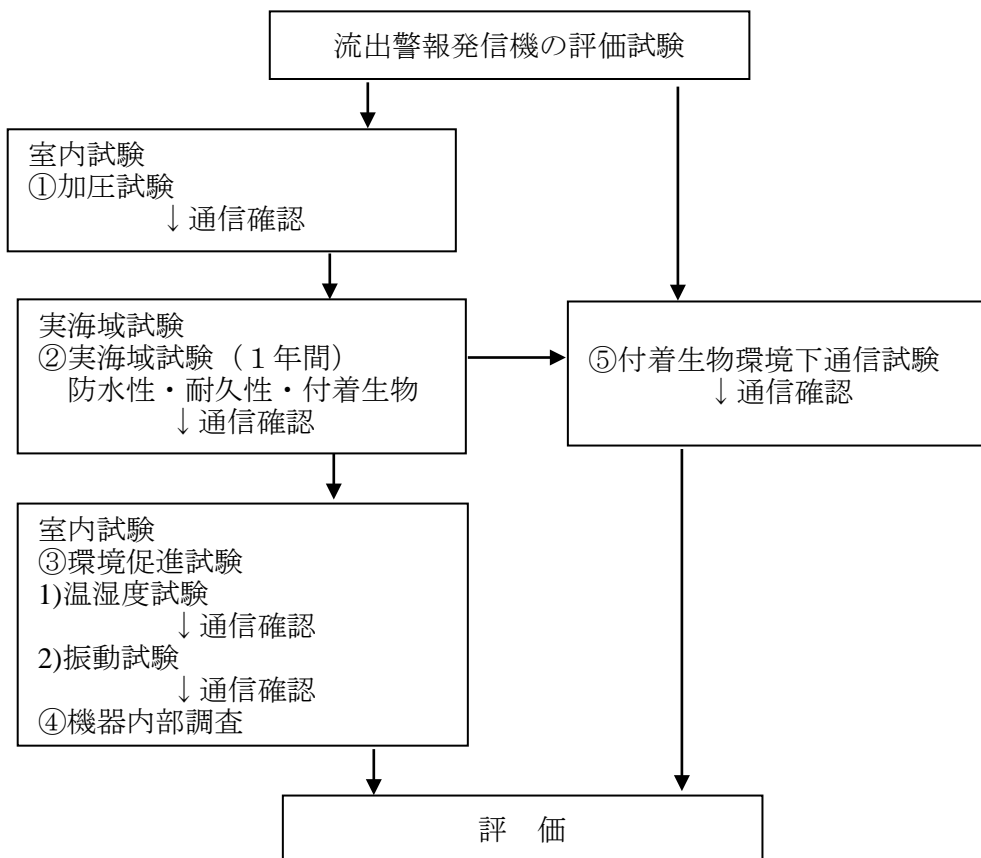 流出警報発信機の評価試験
室内試験
①加圧試験
↓通信確認
実海域試験
②実海域試験（１年間）
防水性・耐久性・付着生物
↓通信確認
⑤付着生物環境下通信試験
↓通信確認
室内試験
③環境促進試験
1)温湿度試験
↓通信確認
2)振動試験
↓通信確認
④機器内部調査
評　価